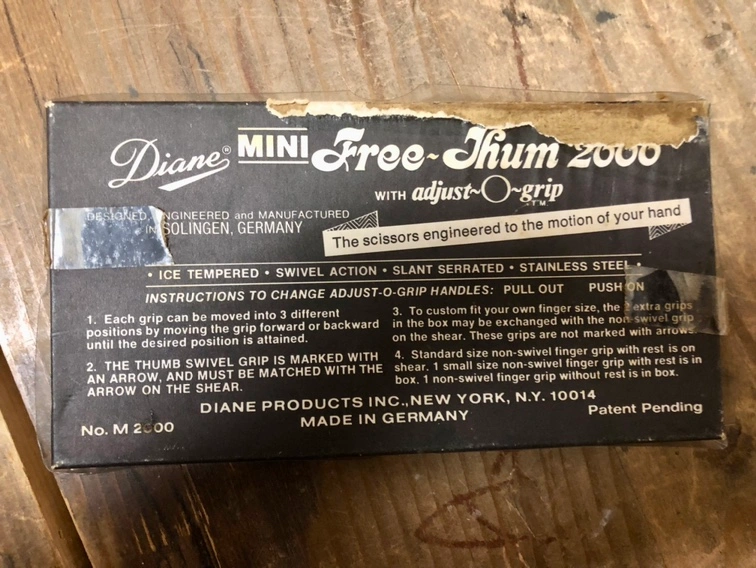 Diane® MINI Free~Thum 2000
WITH adjust~O~grip
T.M.
DESIGNED, ENGINEERED and MANUFACTURED
IN SOLINGEN, GERMANY
The scissors engineered to the motion of your hand
• ICE TEMPERED • SWIVEL ACTION • SLANT SERRATED • STAINLESS STEEL •
INSTRUCTIONS TO CHANGE ADJUST-O-GRIP HANDLES: PULL OUT PUSH ON
1. Each grip can be moved into 3 different
positions by moving the grip forward or backward
until the desired position is attained.
2. THE THUMB SWIVEL GRIP IS MARKED WITH
AN ARROW, AND MUST BE MATCHED WITH THE
ARROW ON THE SHEAR.
3. To custom fit your own finger size, the 2 extra grips
in the box may be exchanged with the non-swivel grip
on the shear. These grips are not marked with arrows.
4. Standard size non-swivel finger grip with rest is on
shear. 1 small size non-swivel finger grip with rest is in
box. 1 non-swivel finger grip without rest is in box.
DIANE PRODUCTS INC., NEW YORK, N.Y. 10014
No. M 2000
MADE IN GERMANY
Patent Pending